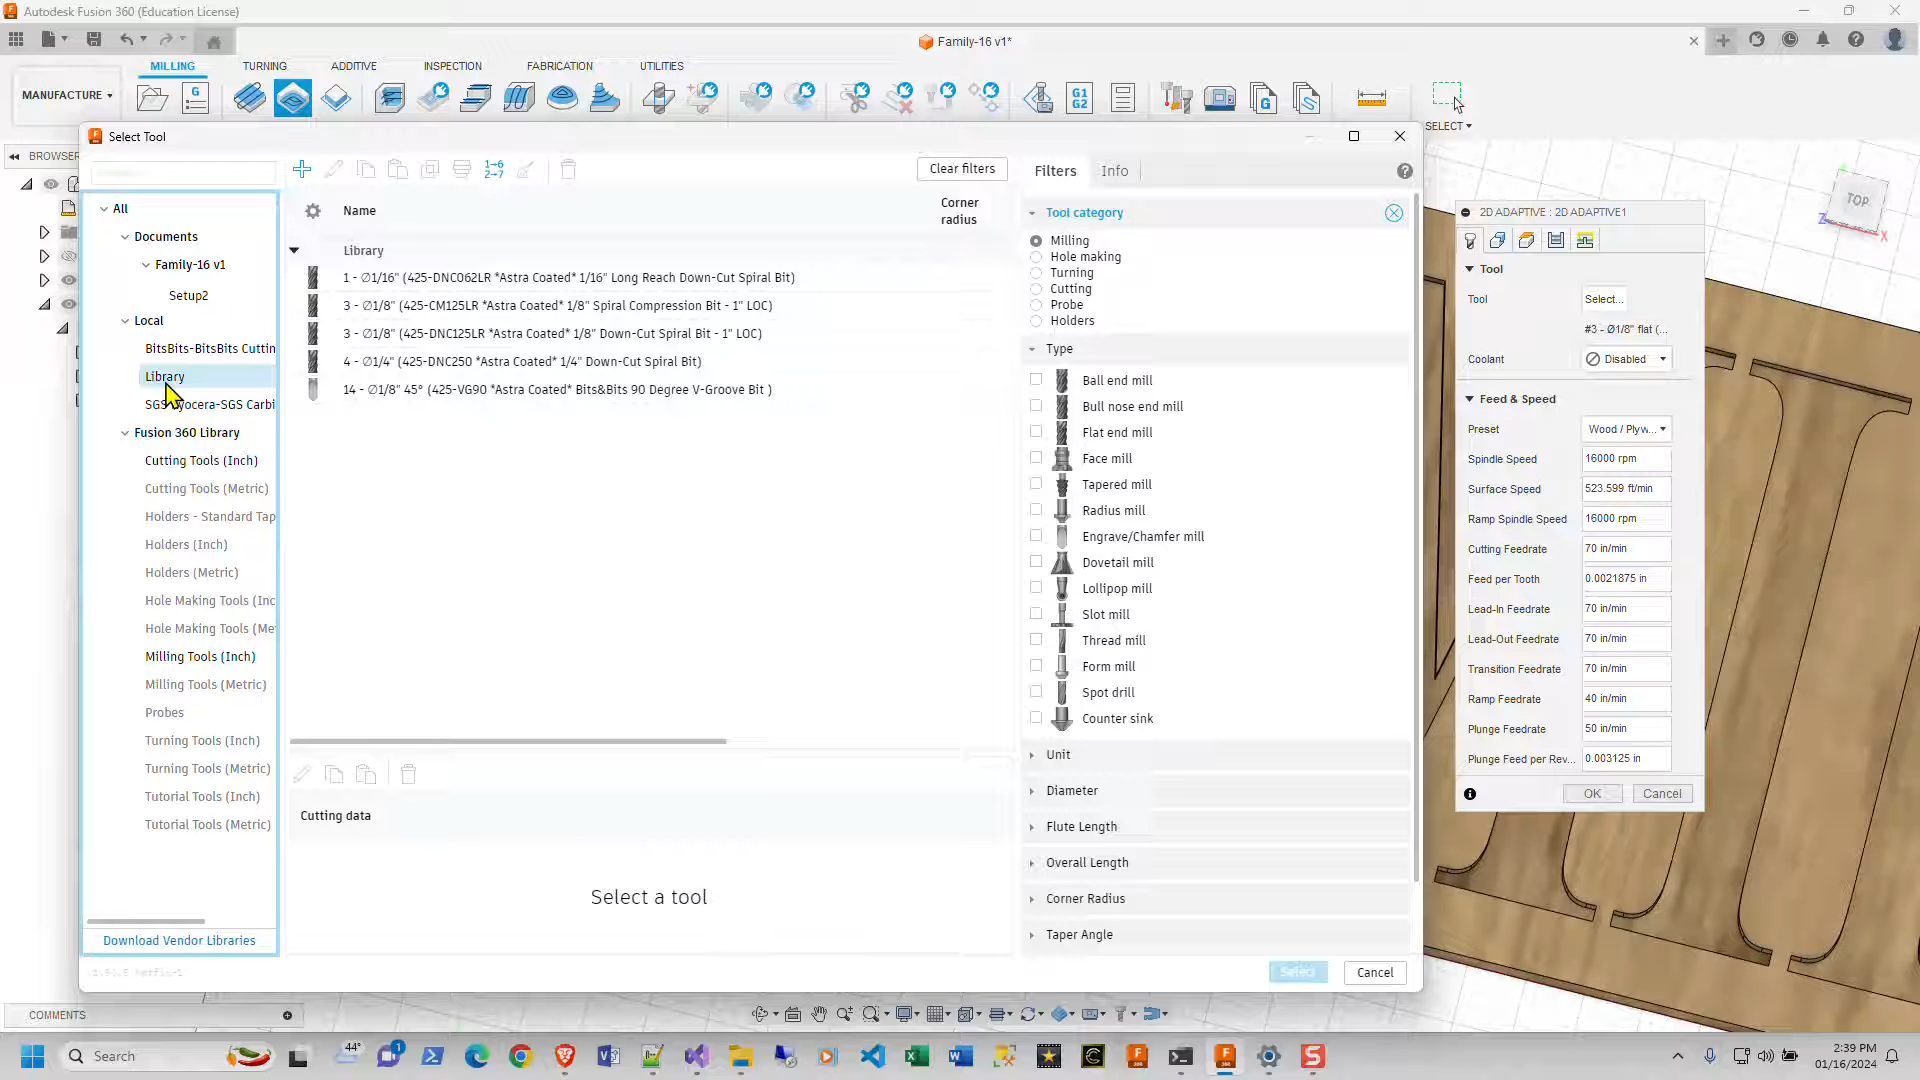 Autodesk Fusion 360 (Education License)
Family-16 v1*
MILLING
TURNING
ADDITIVE
INSPECTION
FABRICATION
UTILITIES
MANUFACTURE
G1
G2
SELECT
BROWSER
Select Tool
All
Documents
Family-16 v1
Setup2
Local
BitsBits-BitsBits Cuttin
Library
Fusion 360 Library
Cutting Tools (Inch)
Cutting Tools (Metric)
Holders - Standard Tap
Holders (Inch)
Holders (Metric)
Hole Making Tools (Inc
Hole Making Tools (Me
Milling Tools (Inch)
Milling Tools (Metric)
Probes
Turning Tools (Inch)
Turning Tools (Metric)
Tutorial Tools (Inch)
Tutorial Tools (Metric)
Download Vendor Libraries
1→6
2→7
Clear filters
Name
Corner
radius
Library
1 - ∅1/16" (425-DNC062LR *Astra Coated* 1/16" Long Reach Down-Cut Spiral Bit)
3 - ∅1/8" (425-CM125LR *Astra Coated* 1/8" Spiral Compression Bit - 1" LOC)
3 - ∅1/8" (425-DNC125LR *Astra Coated* 1/8" Down-Cut Spiral Bit - 1" LOC)
4 - ∅1/4" (425-DNC250 *Astra Coated* 1/4" Down-Cut Spiral Bit)
14 - ∅1/8" 45° (425-VG90 *Astra Coated* Bits&Bits 90 Degree V-Groove Bit )
Cutting data
Select a tool
Filters
Info
Tool category
Milling
Hole making
Turning
Cutting
Probe
Holders
Type
Ball end mill
Bull nose end mill
Flat end mill
Face mill
Tapered mill
Radius mill
Engrave/Chamfer mill
Dovetail mill
Lollipop mill
Slot mill
Thread mill
Form mill
Spot drill
Counter sink
Unit
Diameter
Flute Length
Overall Length
Corner Radius
Taper Angle
Select
Cancel
TOP
Z
X
2D ADAPTIVE : 2D ADAPTIVE1
Tool
Tool Select...
#3 - Ø1/8" flat (...
Coolant Disabled
Feed & Speed
Preset Wood / Plyw...
Spindle Speed 16000 rpm
Surface Speed 523.599 ft/min
Ramp Spindle Speed 16000 rpm
Cutting Feedrate 70 in/min
Feed per Tooth 0.0021875 in
Lead-In Feedrate 70 in/min
Lead-Out Feedrate 70 in/min
Transition Feedrate 70 in/min
Ramp Feedrate 40 in/min
Plunge Feedrate 50 in/min
Plunge Feed per Rev... 0.003125 in
OK
Cancel
COMMENTS
Search
44°
1
2:39 PM
01/16/2024